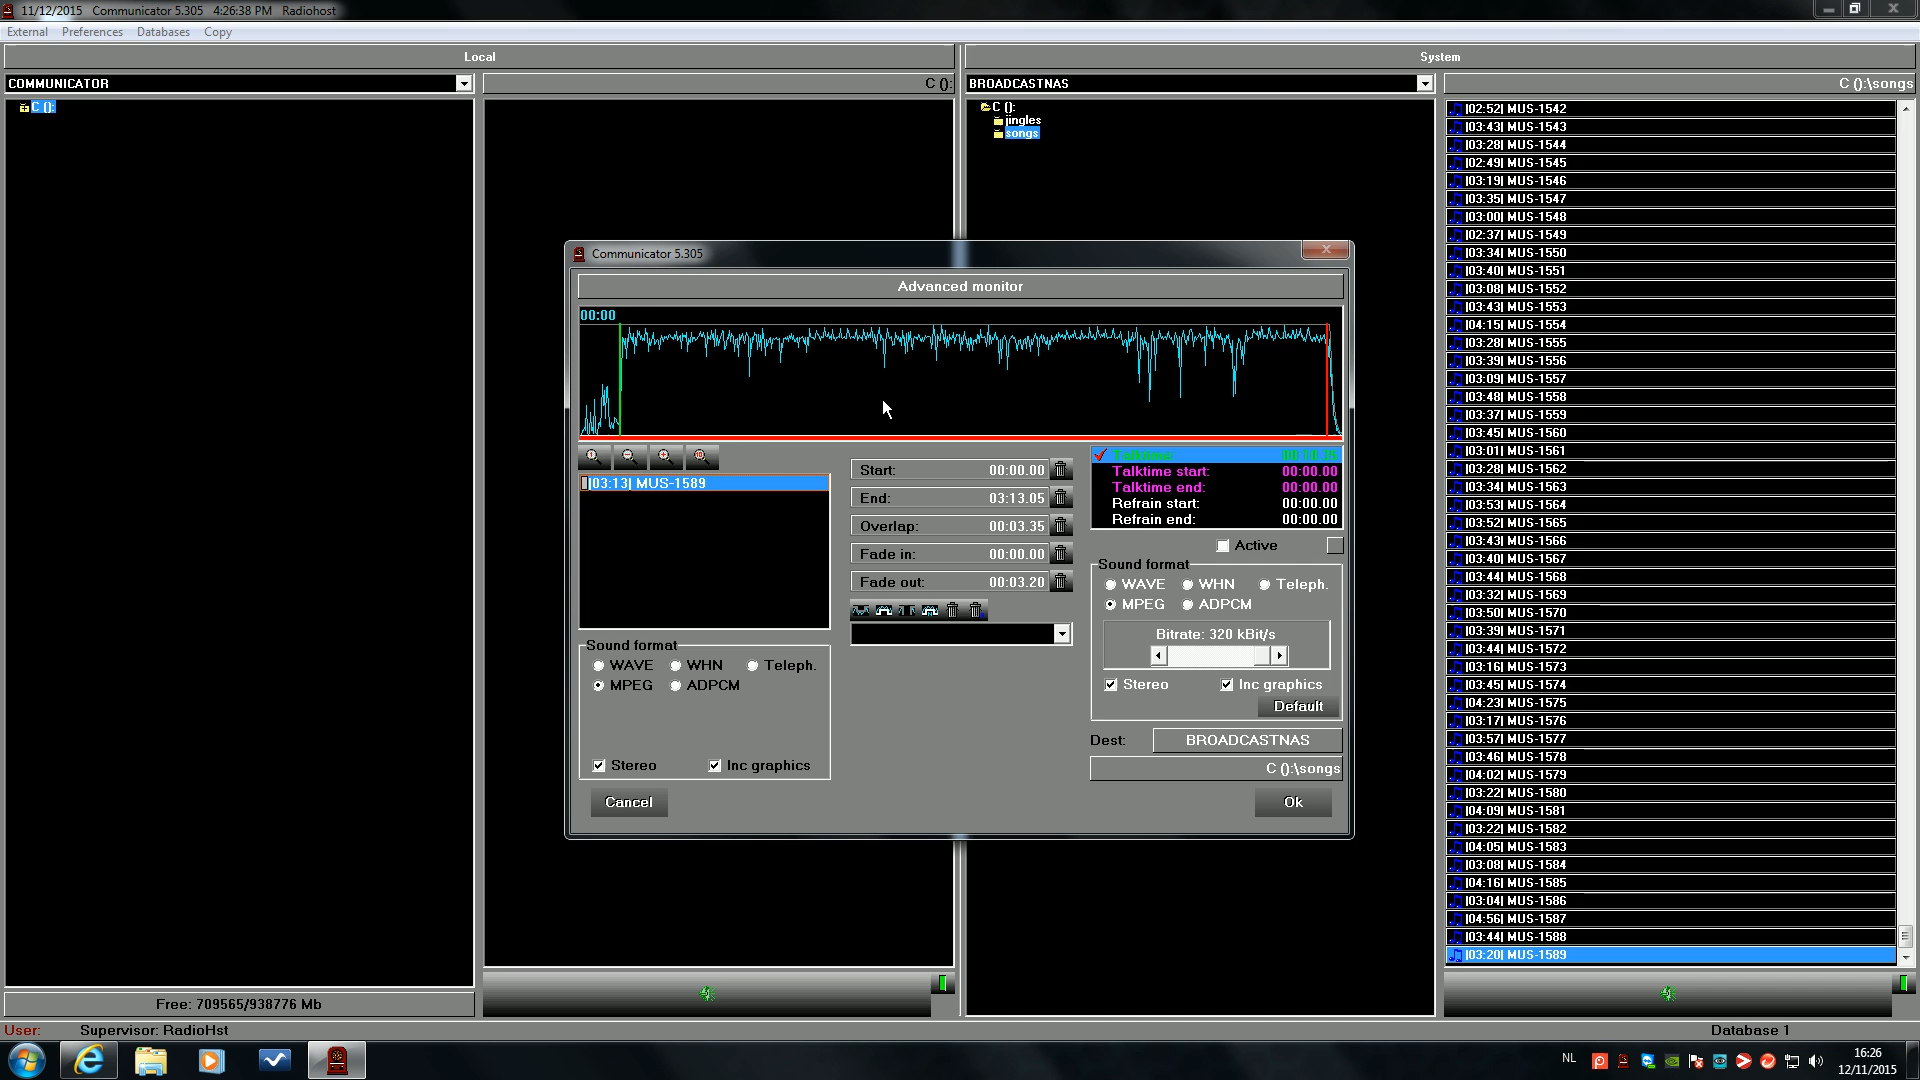 11/12/2015 Communicator 5.305 4:26:38 PM Radiohost
External Preferences Databases Copy
Local
System
COMMUNICATOR
C ():
BROADCASTNAS
C ():\songs
C ():
C ():
jingles
songs
|02:52| MUS-1542
|03:43| MUS-1543
|03:28| MUS-1544
|02:49| MUS-1545
|03:19| MUS-1546
|03:35| MUS-1547
|03:00| MUS-1548
|02:37| MUS-1549
|03:34| MUS-1550
|03:40| MUS-1551
|03:08| MUS-1552
|03:43| MUS-1553
|04:15| MUS-1554
|03:28| MUS-1555
|03:39| MUS-1556
|03:09| MUS-1557
|03:48| MUS-1558
|03:37| MUS-1559
|03:45| MUS-1560
|03:01| MUS-1561
|03:28| MUS-1562
|03:34| MUS-1563
|03:53| MUS-1564
|03:52| MUS-1565
|03:43| MUS-1566
|03:40| MUS-1567
|03:44| MUS-1568
|03:32| MUS-1569
|03:50| MUS-1570
|03:39| MUS-1571
|03:44| MUS-1572
|03:16| MUS-1573
|03:45| MUS-1574
|04:23| MUS-1575
|03:17| MUS-1576
|03:57| MUS-1577
|03:46| MUS-1578
|04:02| MUS-1579
|03:22| MUS-1580
|04:09| MUS-1581
|03:22| MUS-1582
|04:05| MUS-1583
|03:08| MUS-1584
|04:16| MUS-1585
|03:04| MUS-1586
|04:56| MUS-1587
|03:44| MUS-1588
|03:20| MUS-1589
Communicator 5.305
Advanced monitor
00:00
|03:13| MUS-1589
Start: 00:00.00
End: 03:13.05
Overlap: 00:03.35
Fade in: 00:00.00
Fade out: 00:03.20
Talktime:
Talktime start: 00:00.00
Talktime end: 00:00.00
Refrain start: 00:00.00
Refrain end: 00:00.00
Active
Sound format
WAVE WHN Teleph.
MPEG ADPCM
Bitrate: 320 kBit/s
Stereo Inc graphics
Default
Sound format
WAVE WHN Teleph.
MPEG ADPCM
Stereo Inc graphics
Dest: BROADCASTNAS
C ():\songs
Cancel
Ok
Free: 709565/938776 Mb
User: Supervisor: RadioHst
Database 1
NL
16:26
12/11/2015